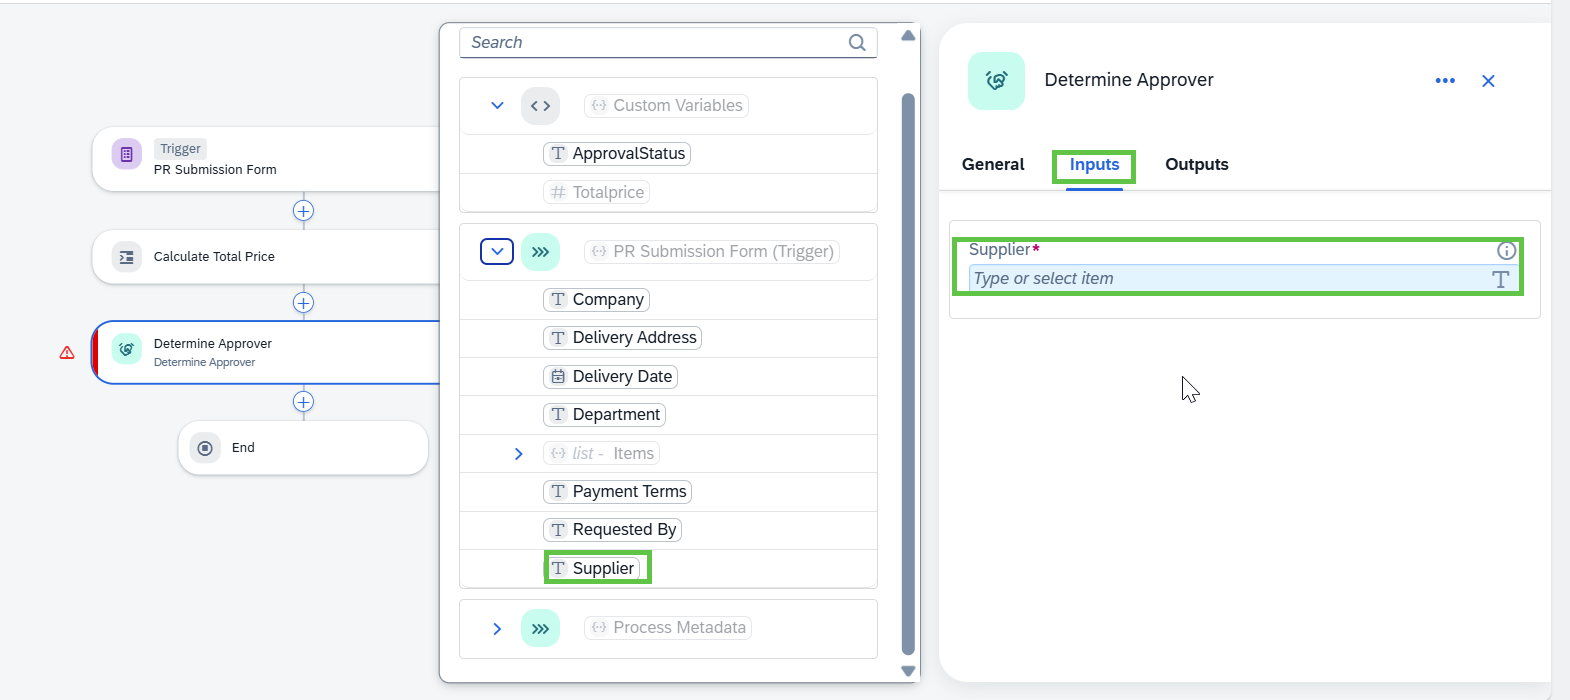 Trigger
PR Submission Form
Calculate Total Price
Determine Approver
Determine Approver
End
Search
Custom Variables
ApprovalStatus
Totalprice
PR Submission Form (Trigger)
Company
Delivery Address
Delivery Date
Department
list - Items
Payment Terms
Requested By
Supplier
Process Metadata
Determine Approver
General Inputs Outputs
Supplier*
Type or select item